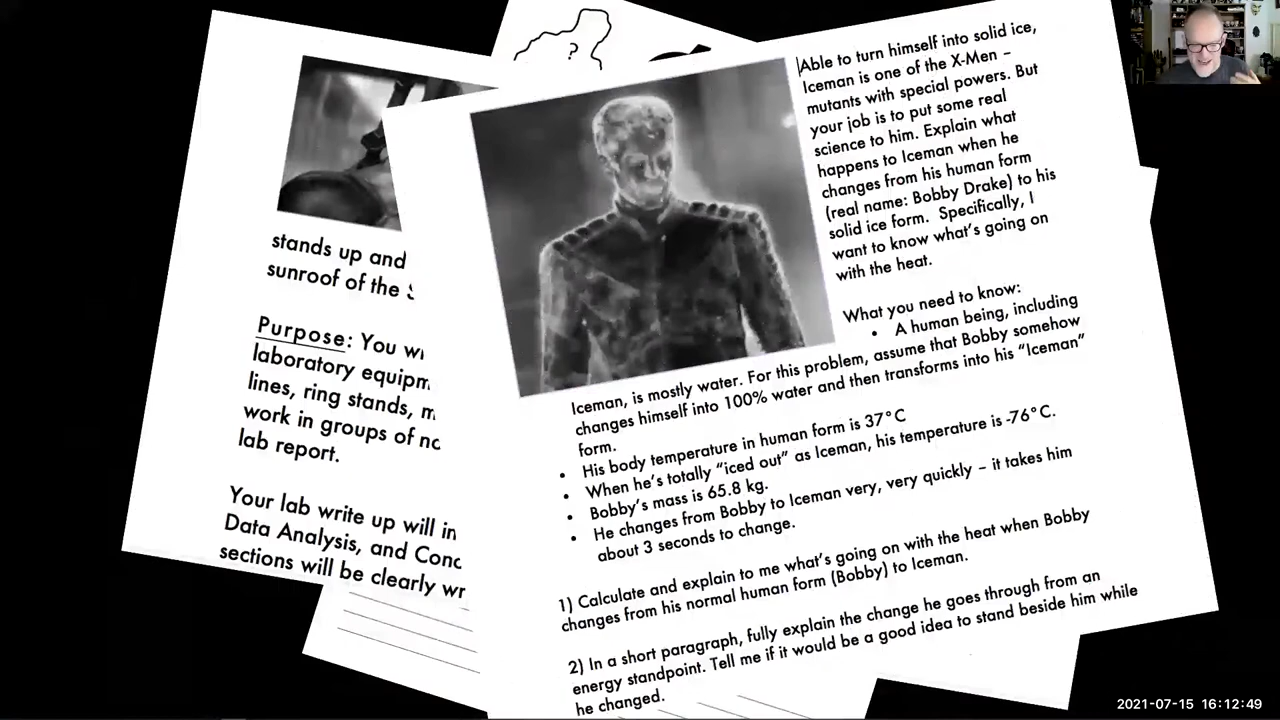 ?
Able to turn himself into solid ice,
Iceman is one of the X-Men –
mutants with special powers. But
your job is to put some real
science to him. Explain what
happens to Iceman when he
changes from his human form
(real name: Bobby Drake) to his
solid ice form. Specifically, I
want to know what's going on
with the heat.
What you need to know:
• A human being, including
Iceman, is mostly water. For this problem, assume that Bobby somehow
changes himself into 100% water and then transforms into his "Iceman"
form.
• His body temperature in human form is 37°C
• When he's totally "iced out" as Iceman, his temperature is -76°C.
• Bobby's mass is 65.8 kg.
• He changes from Bobby to Iceman very, very quickly – it takes him
about 3 seconds to change.
1) Calculate and explain to me what's going on with the heat when Bobby
changes from his normal human form (Bobby) to Iceman.
2) In a short paragraph, fully explain the change he goes through from an
energy standpoint. Tell me if it would be a good idea to stand beside him while
he changed.
stands up and
sunroof of the
Purpose: You
laboratory equipm
lines, ring stands, m
work in groups of no
lab report.
Your lab write up will in
Data Analysis, and Conc
sections will be clearly wr
2021-07-15 16:12:49